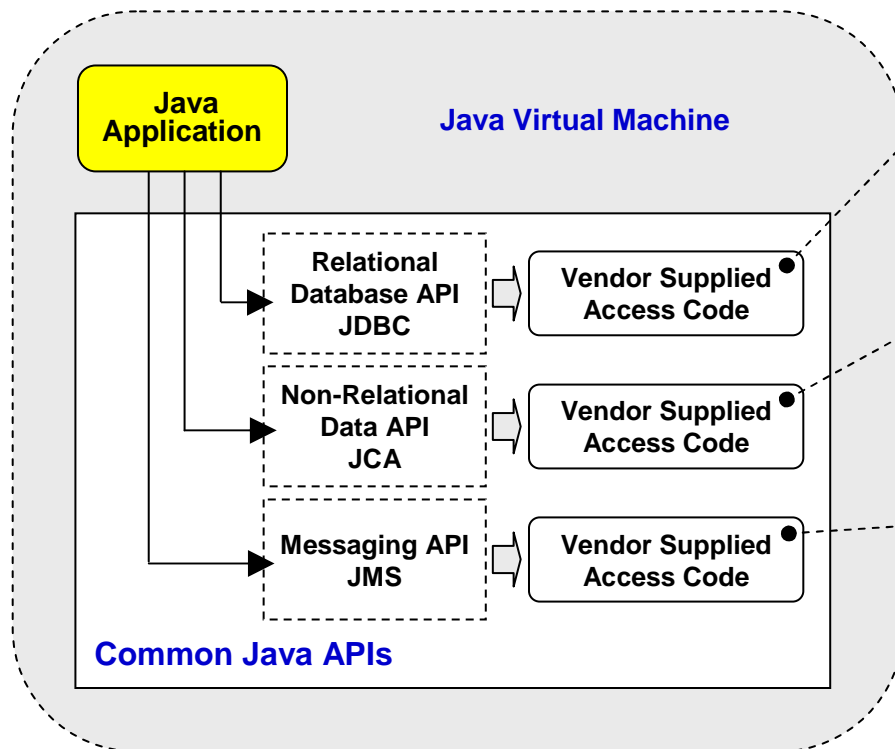 Java
Application
Java Virtual Machine
Relational
Database API
JDBC
Vendor Supplied
Access Code
Non-Relational
Data API
JCA
Vendor Supplied
Access Code
Messaging API
JMS
Vendor Supplied
Access Code
Common Java APIs